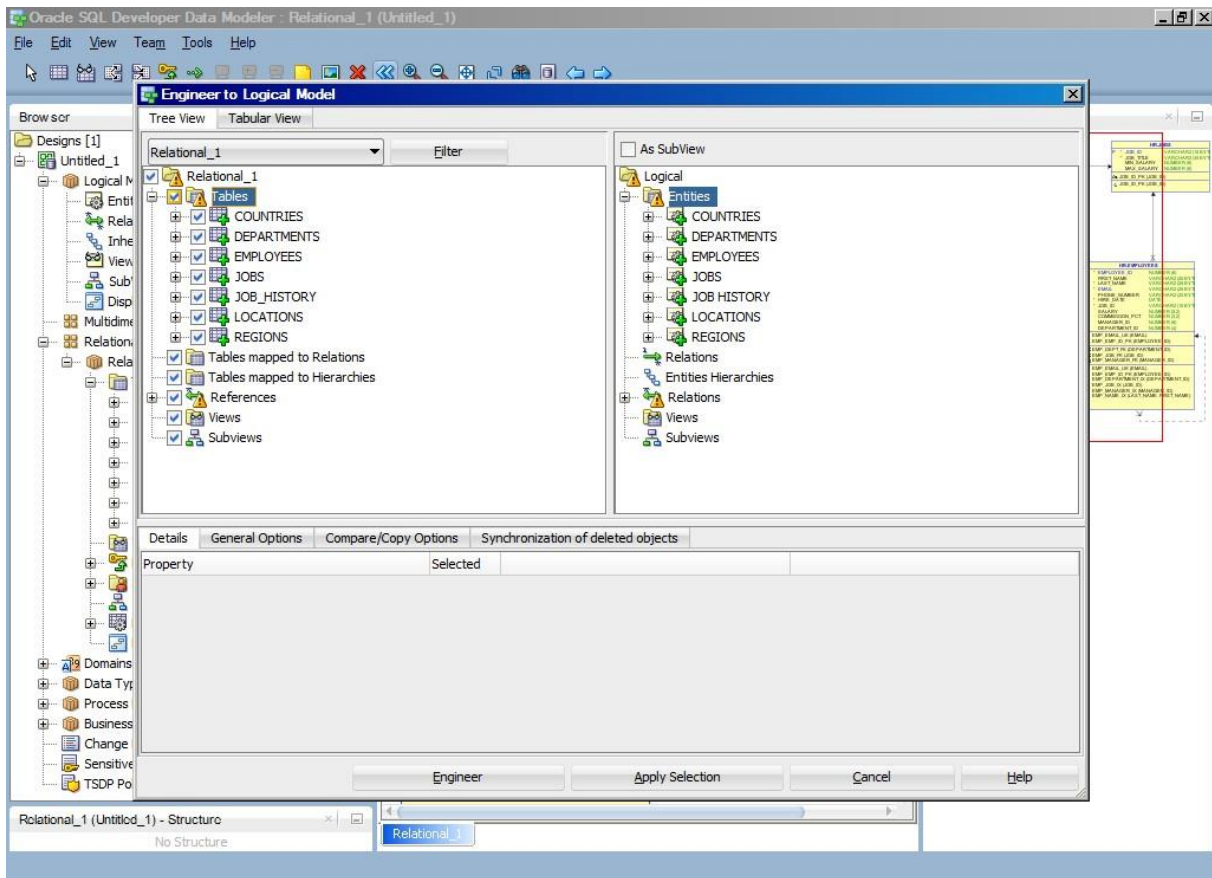 Oracle SQL Developer Data Modeler : Relational_1 (Untitled_1)
File Edit View Team Tools Help
Engineer to Logical Model
Browser
Tree View Tabular View
Designs [1]
Untitled_1
Logical
Relational_1 Filter
As SubView
Relational_1
Tables
COUNTRIES
DEPARTMENTS
EMPLOYEES
JOBS
JOB_HISTORY
LOCATIONS
REGIONS
Tables mapped to Relations
Tables mapped to Hierarchies
References
Views
Subviews
Logical
Entities
COUNTRIES
DEPARTMENTS
EMPLOYEES
JOBS
JOB HISTORY
LOCATIONS
REGIONS
Relations
Entities Hierarchies
Relations
Views
Subviews
Details General Options Compare/Copy Options Synchronization of deleted objects
Property Selected
Domains
Data Typ
Process
Business
Change
Sensitive
TSDP Po
Engineer Apply Selection Cancel Help
Relational_1 (Untitled_1) - Structure
No Structure
Relational_1